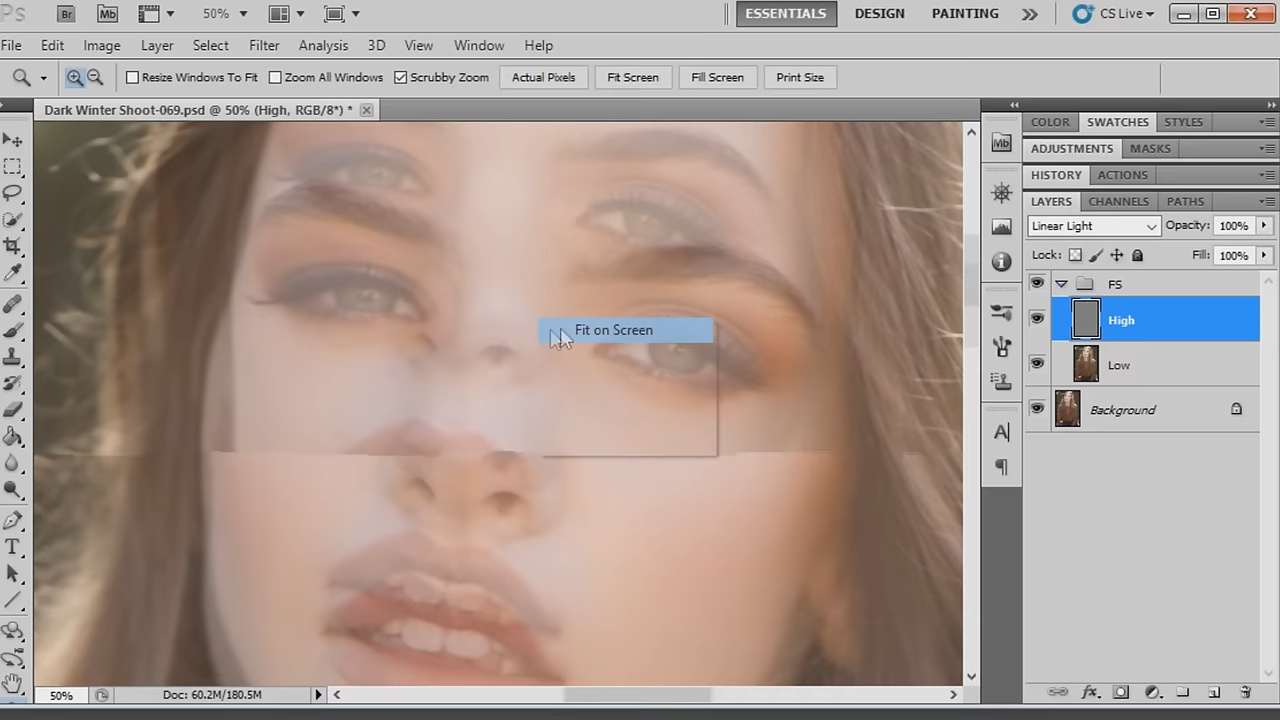 Ps Br Mb 50% ESSENTIALS DESIGN PAINTING CS Live
File Edit Image Layer Select Filter Analysis 3D View Window Help
Resize Windows To Fit Zoom All Windows Scrubby Zoom Actual Pixels Fit Screen Fill Screen Print Size
Dark Winter Shoot-069.psd @ 50% (High, RGB/8*) *
COLOR SWATCHES STYLES
Mb
ADJUSTMENTS MASKS
HISTORY ACTIONS
LAYERS CHANNELS PATHS
Linear Light Opacity: 100%
Lock: Fill: 100%
FS
High
Fit on Screen
Low
Background
A
T
fx
50% Doc: 60.2M/180.5M